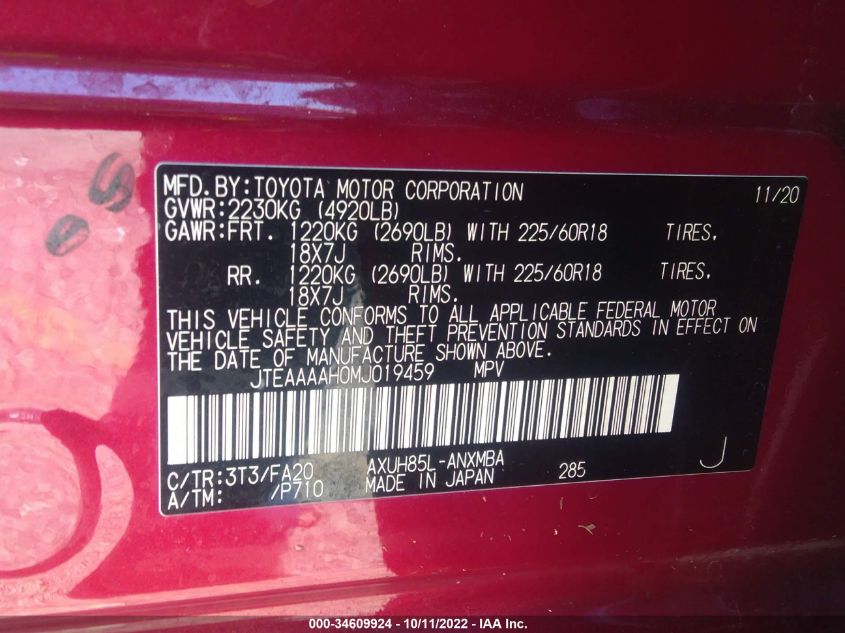 MFD.BY:TOYOTA MOTOR CORPORATION 11/20
GVWR:2230KG (4920LB)
GAWR:FRT. 1220KG (2690LB) WITH 225/60R18 TIRES,
18X7J RIMS.
RR. 1220KG (2690LB) WITH 225/60R18 TIRES,
18X7J RIMS.
THIS VEHICLE CONFORMS TO ALL APPLICABLE FEDERAL MOTOR
VEHICLE SAFETY AND THEFT PREVENTION STANDARDS IN EFFECT ON
THE DATE OF MANUFACTURE SHOWN ABOVE.
JTEAAAAH0MJ019459 MPV
C/TR:3T3/FA20 AXUH85L-ANXMBA 285 J
A/TM: /P710 MADE IN JAPAN
000-34609924 - 10/11/2022 - IAA Inc.